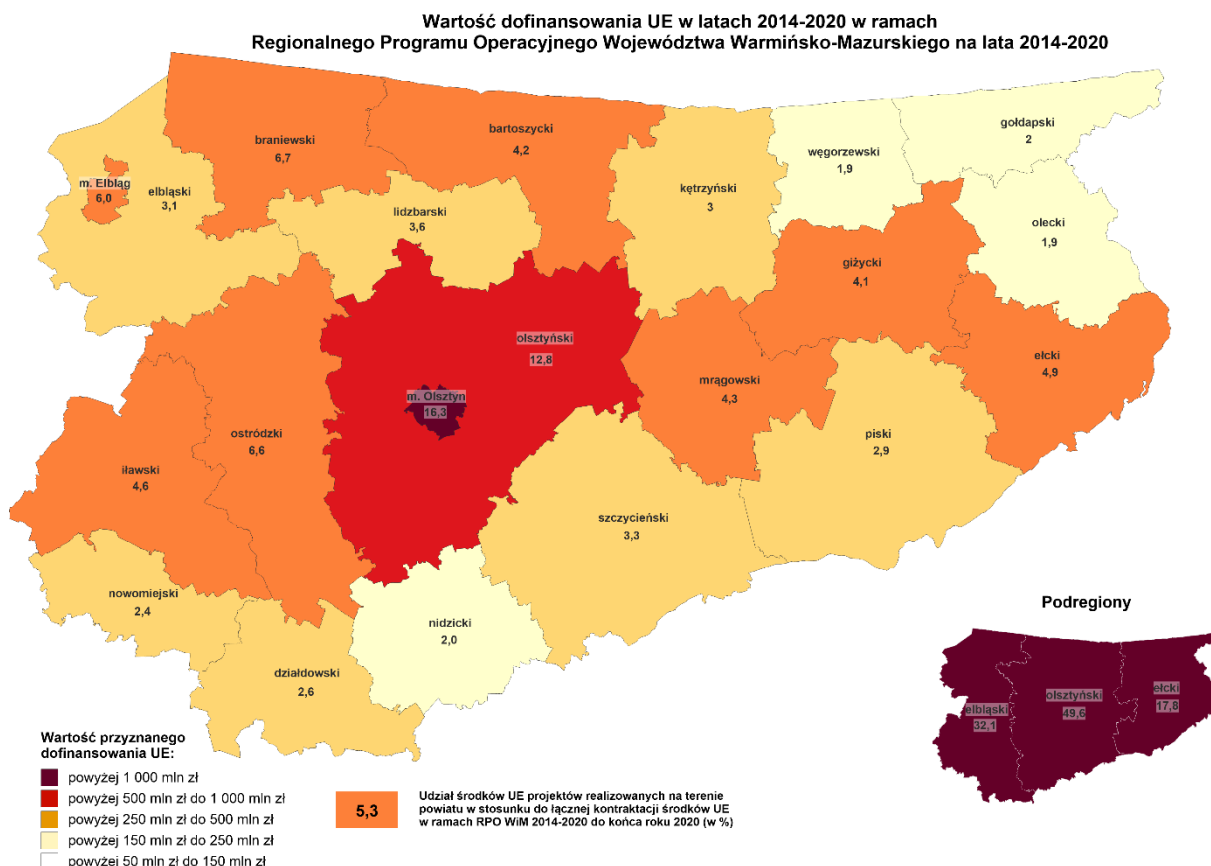 Wartość dofinansowania UE w latach 2014-2020 w ramach
Regionalnego Programu Operacyjnego Województwa Warmińsko-Mazurskiego na lata 2014-2020
braniewski
6,7
bartoszycki
4,2
węgorzewski
1,9
gołdapski
2
m. Elbląg
6,0
elbląski
3,1
lidzbarski
3,6
kętrzyński
3
olecki
1,9
giżycki
4,1
olsztyński
12,8
ełcki
4,9
m. Olsztyn
16,3
mrągowski
4,3
ostródzki
6,6
piski
2,9
iławski
4,6
szczycieński
3,3
nowomiejski
2,4
nidzicki
2,0
działdowski
2,6
Podregiony
elbląski
32,1
olsztyński
49,6
ełcki
17,8
Wartość przyznanego
dofinansowania UE:
powyżej 1 000 mln zł
powyżej 500 mln zł do 1 000 mln zł
powyżej 250 mln zł do 500 mln zł
powyżej 150 mln zł do 250 mln zł
powyżej 50 mln zł do 150 mln zł
5,3
Udział środków UE projektów realizowanych na terenie
powiatu w stosunku do łącznej kontraktacji środków UE
w ramach RPO WiM 2014-2020 do końca roku 2020 (w %)